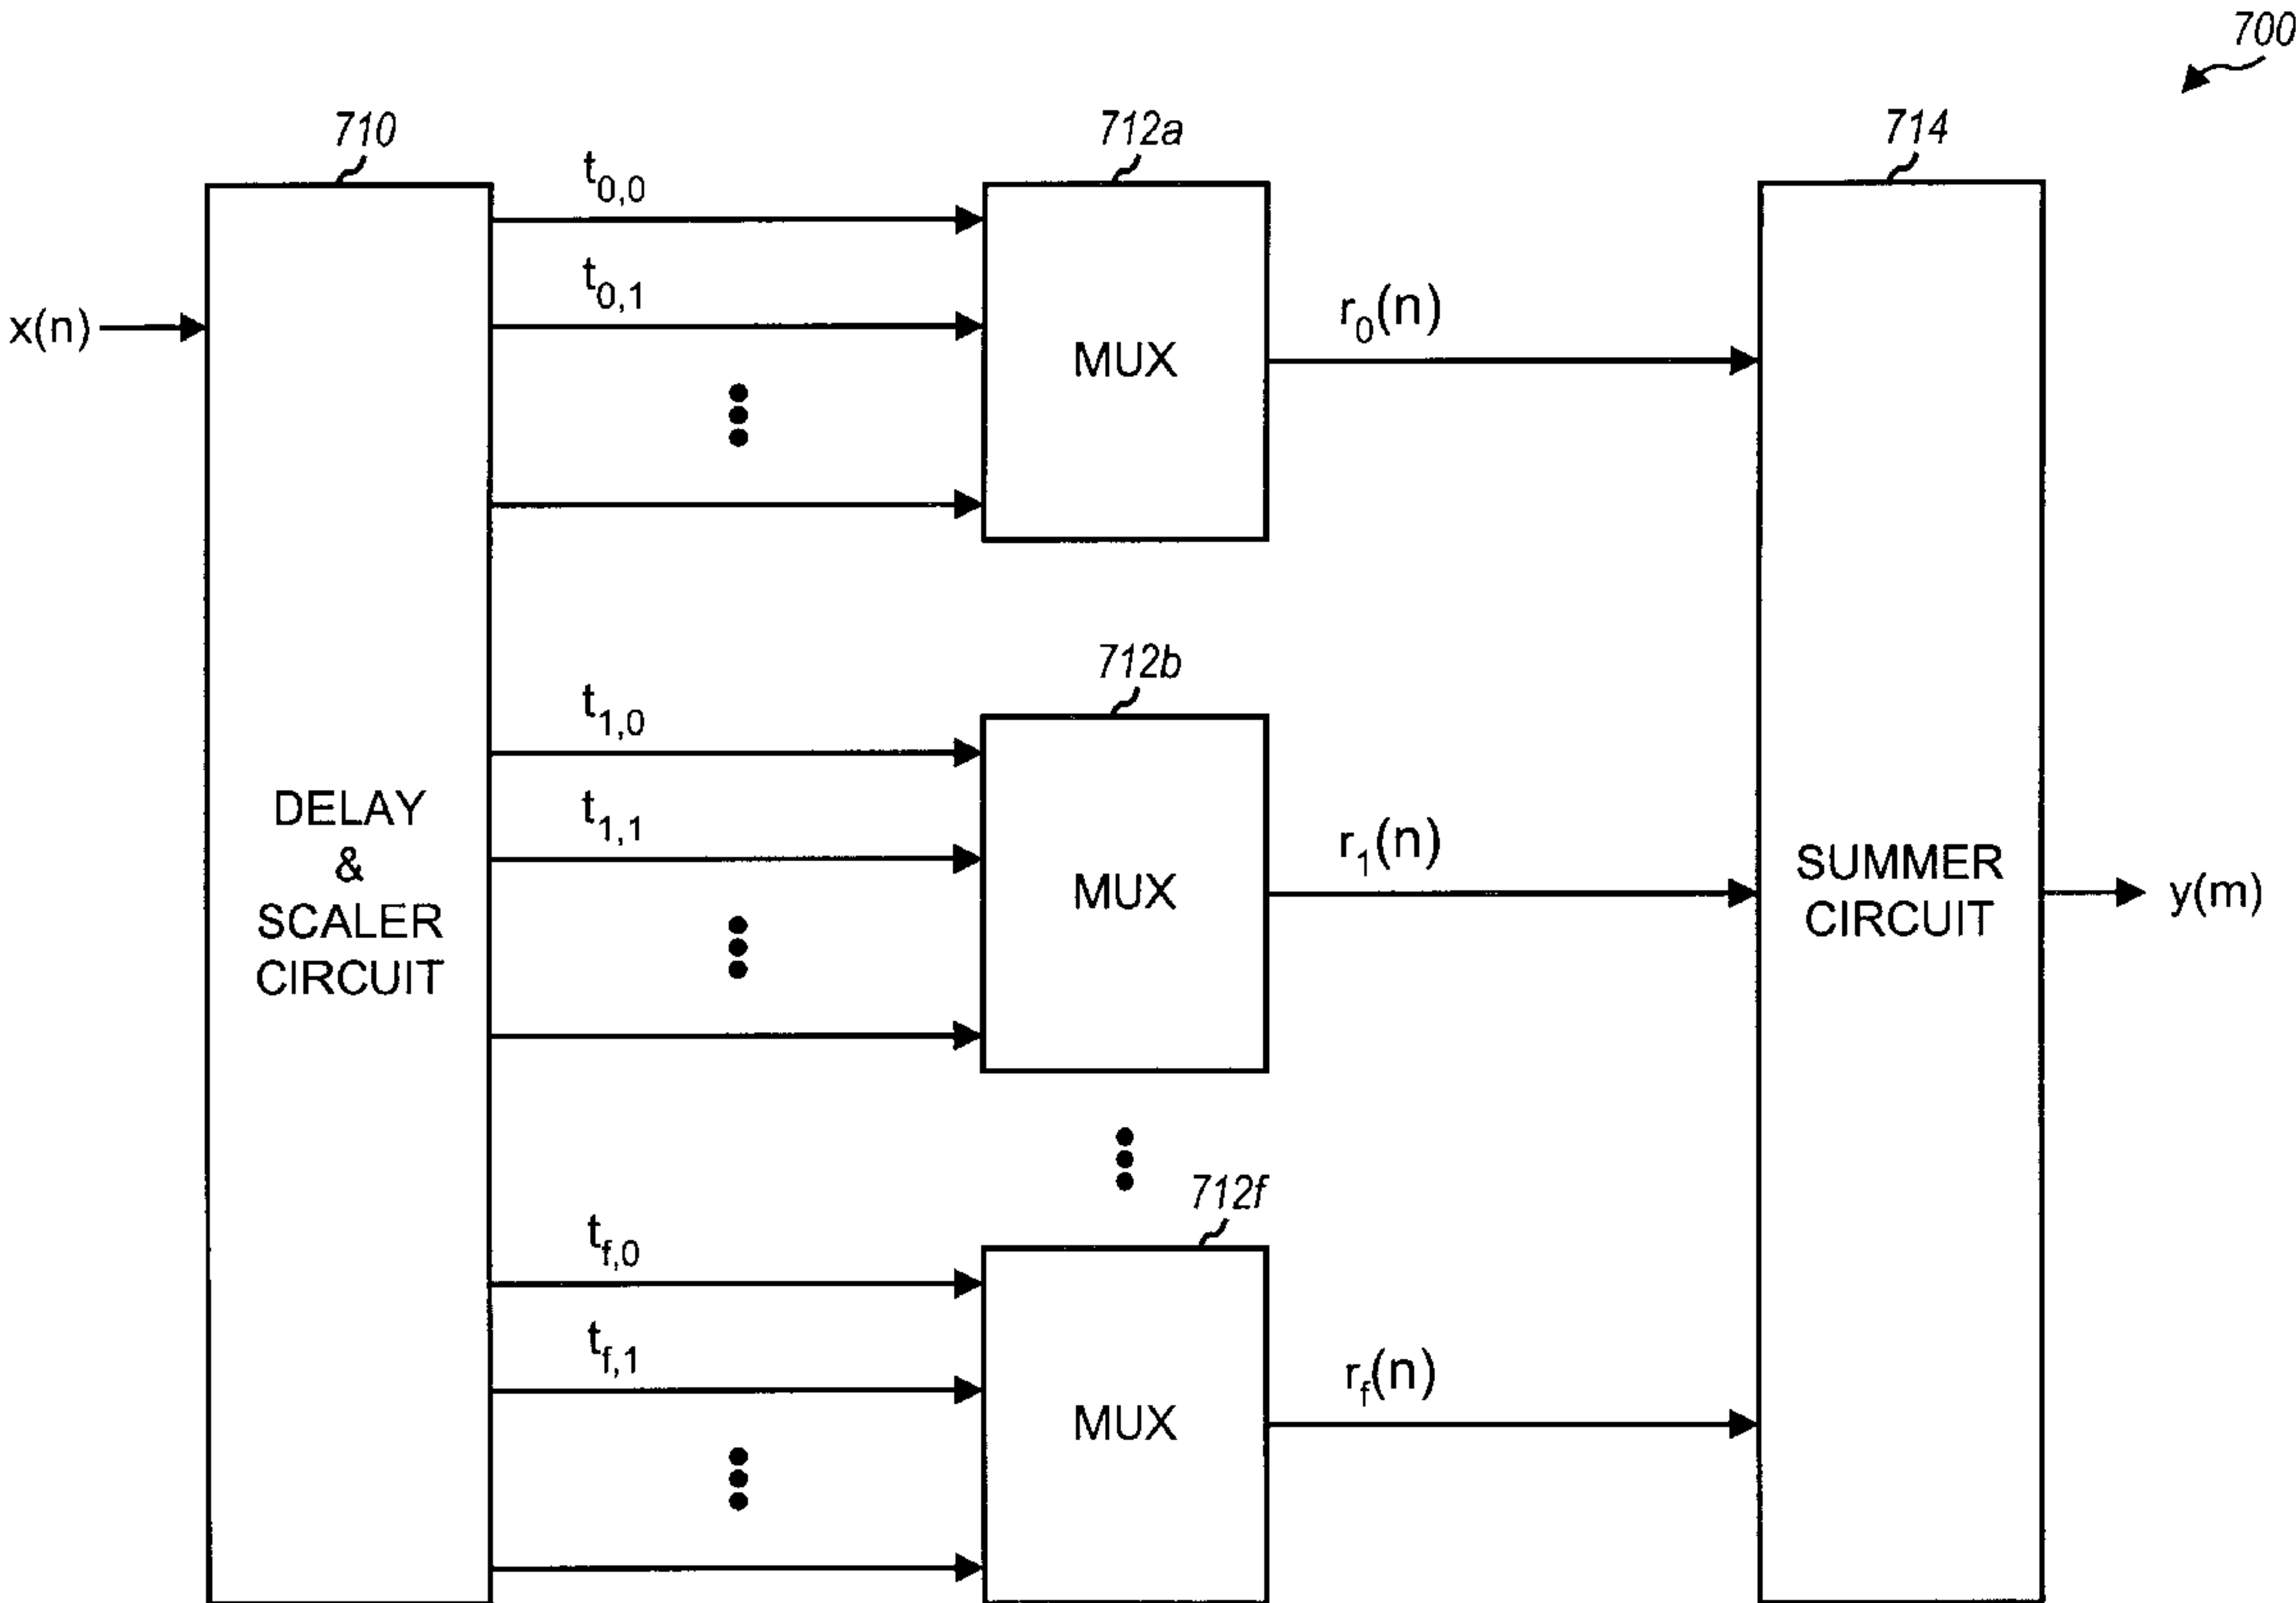 700
710
712a
714
t0,0
t0,1
x(n)
r0(n)
MUX
712b
t1,0
t1,1
r1(n)
MUX
DELAY
&
SCALER
CIRCUIT
SUMMER
CIRCUIT
y(m)
712f
tf,0
tf,1
rf(n)
MUX